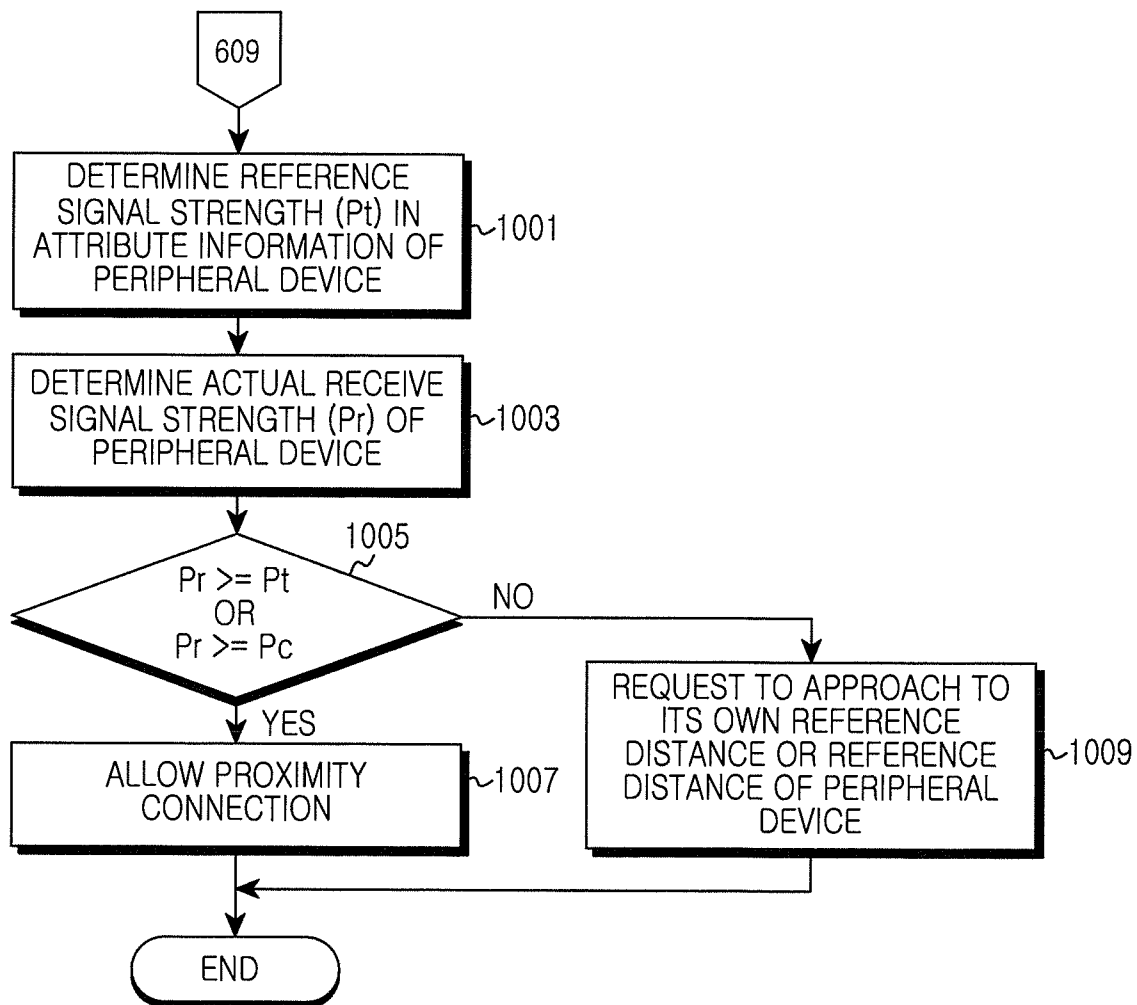 609
DETERMINE REFERENCE
SIGNAL STRENGTH (Pt) IN
ATTRIBUTE INFORMATION OF
PERIPHERAL DEVICE
1001
DETERMINE ACTUAL RECEIVE
SIGNAL STRENGTH (Pr) OF
PERIPHERAL DEVICE
1003
1005
Pr >= Pt
OR
Pr >= Pc
NO
YES
ALLOW PROXIMITY
CONNECTION
1007
REQUEST TO APPROACH TO
ITS OWN REFERENCE
DISTANCE OR REFERENCE
DISTANCE OF PERIPHERAL
DEVICE
1009
END